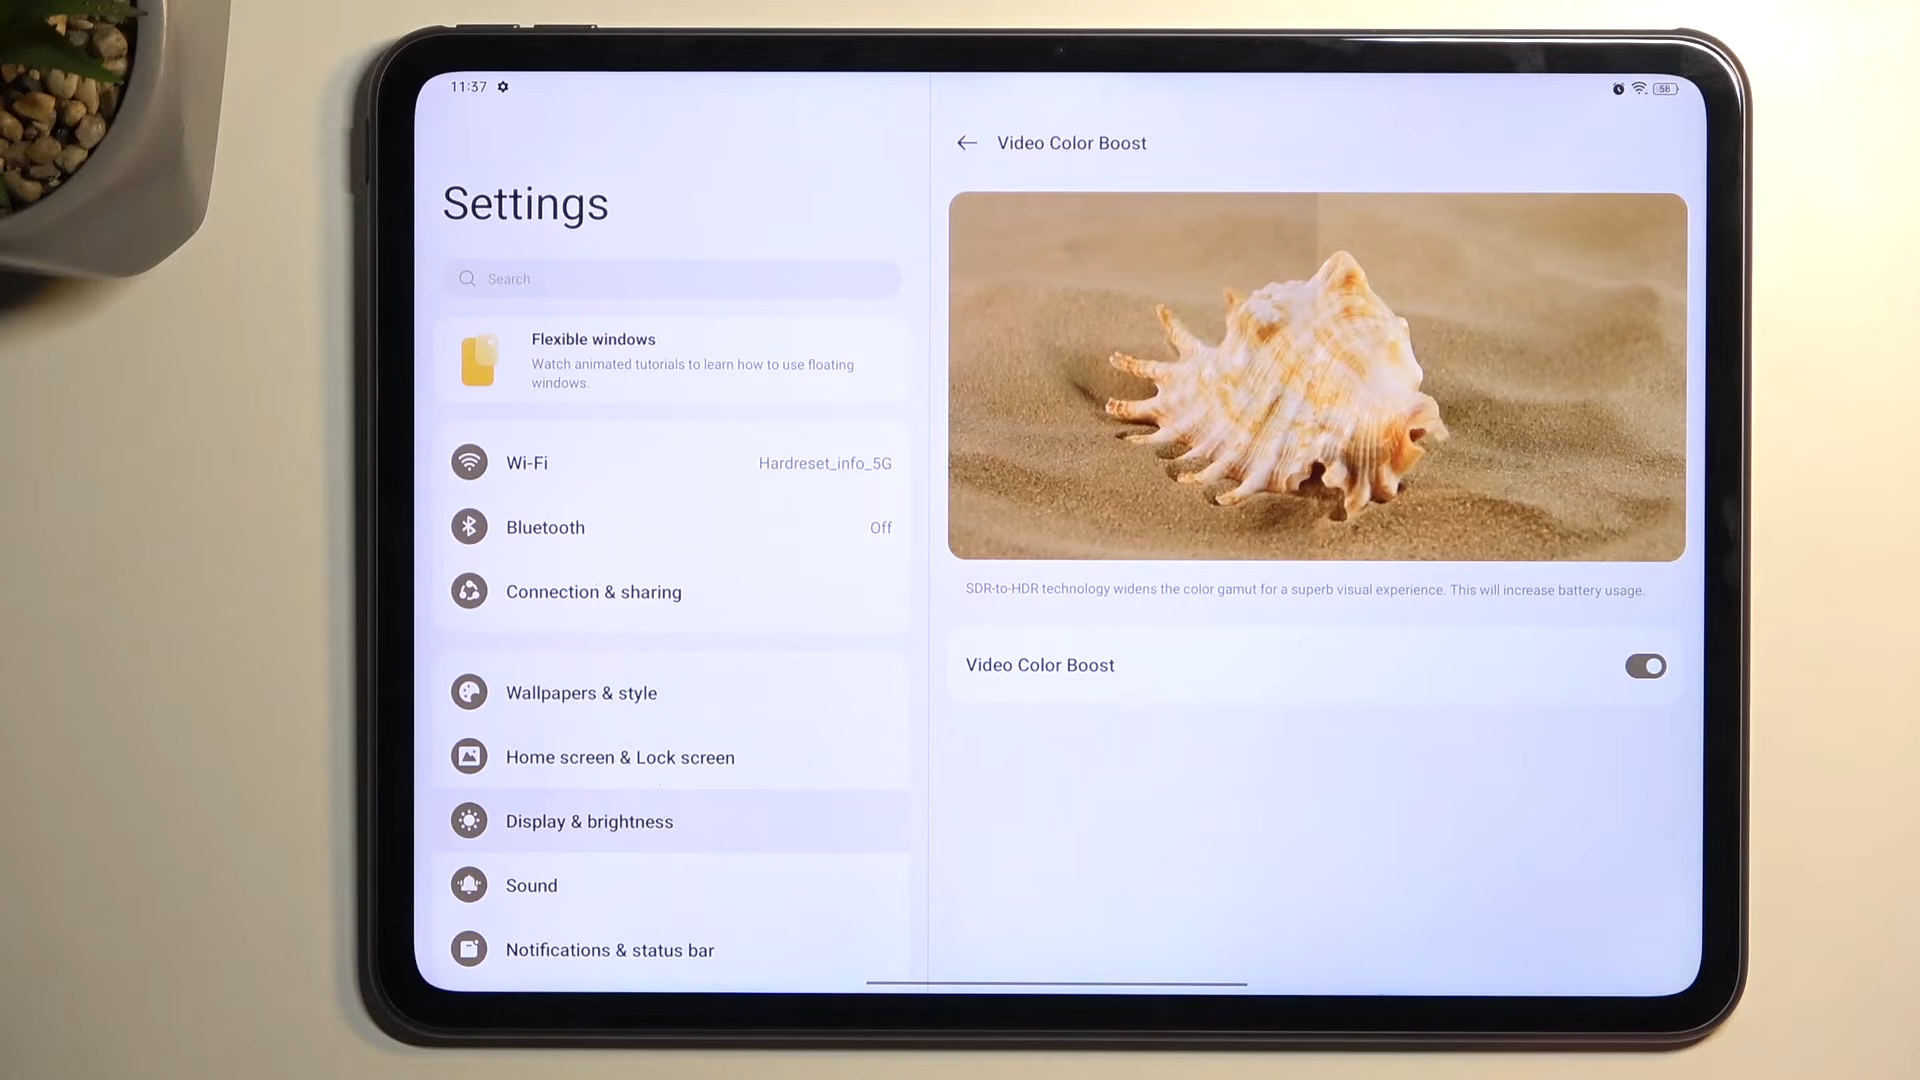 11:37
58
Settings
Search
Flexible windows
Watch animated tutorials to learn how to use floating
windows.
Wi-Fi
Hardreset_info_5G
Bluetooth
Off
Connection & sharing
Wallpapers & style
Home screen & Lock screen
Display & brightness
Sound
Notifications & status bar
Video Color Boost
SDR-to-HDR technology widens the color gamut for a superb visual experience. This will increase battery usage.
Video Color Boost